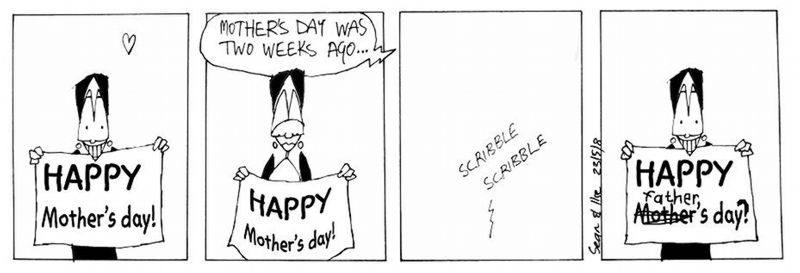 HAPPY
Mother's day!
MOTHER'S DAY WAS
TWO WEEKS AGO...
HAPPY
Mother's day!
SCRIBBLE
SCRIBBLE
23/5/8
HAPPY
father,
Mother's day?